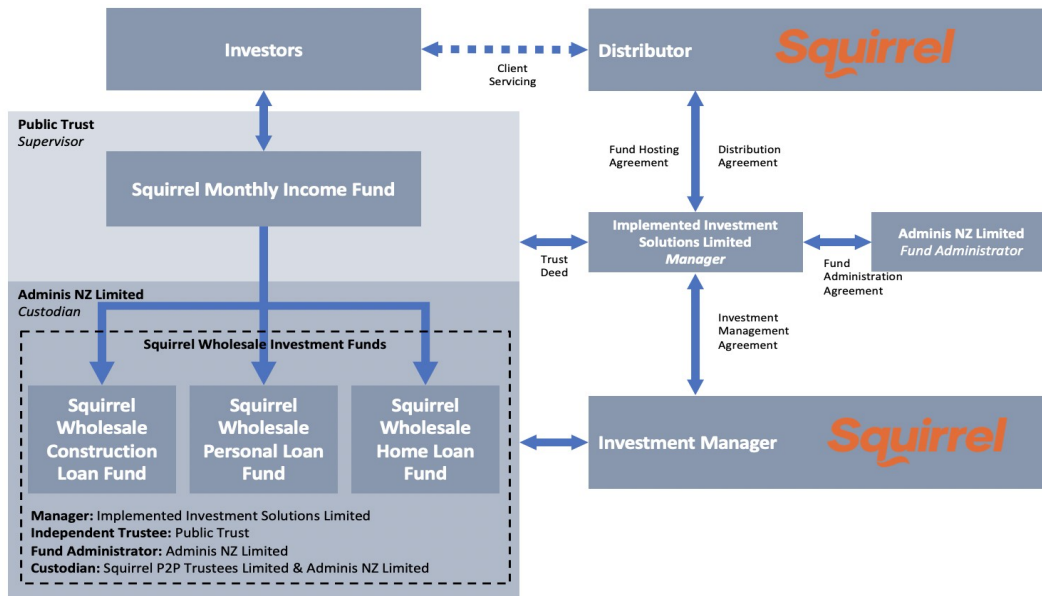 Investors
Client
Servicing
Distributor
Squirrel
Public Trust
Supervisor
Squirrel Monthly Income Fund
Fund Hosting
Agreement
Distribution
Agreement
Trust
Deed
Implemented Investment
Solutions Limited
Manager
Fund
Administration
Agreement
Adminis NZ Limited
Fund Administrator
Adminis NZ Limited
Custodian
Squirrel Wholesale Investment Funds
Squirrel
Wholesale
Construction
Loan Fund
Squirrel
Wholesale
Personal Loan
Fund
Squirrel
Wholesale
Home Loan
Fund
Investment
Management
Agreement
Investment Manager
Squirrel
Manager: Implemented Investment Solutions Limited
Independent Trustee: Public Trust
Fund Administrator: Adminis NZ Limited
Custodian: Squirrel P2P Trustees Limited & Adminis NZ Limited